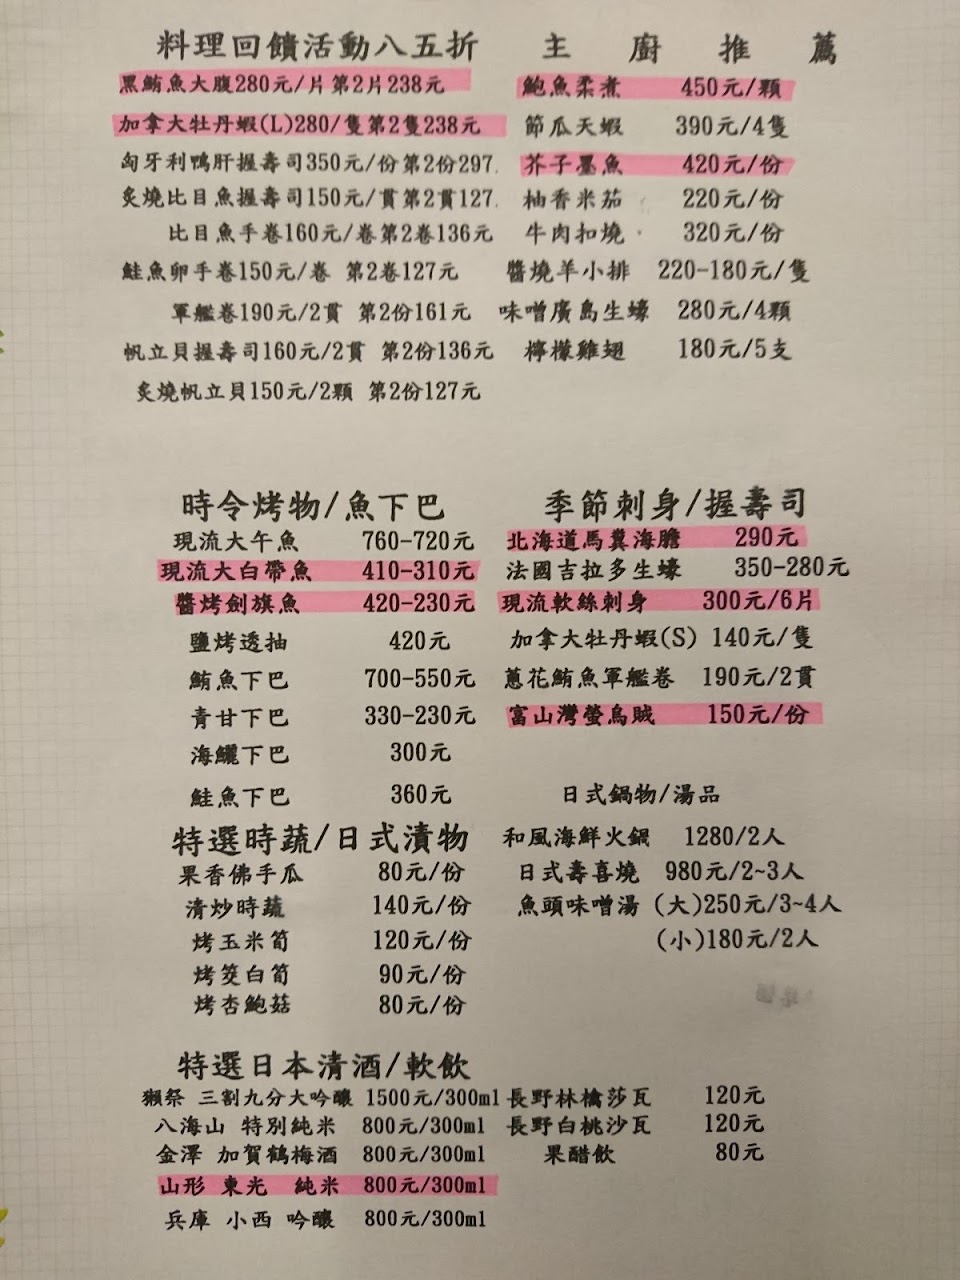 料理回饋活動八五折
黑鮪魚大腹280元/片第2片238元
加拿大牡丹蝦(L)280/隻第2隻238元
匈牙利鴨肝握壽司350元/份第2份297
炙燒比目魚握壽司150元/貫第2貫127
比目魚手卷160元/卷第2卷136元
鮭魚卵手卷150元/卷 第2卷127元
軍艦卷190元/2貫 第2份161元
帆立貝握壽司160元/2貫 第2份136元
炙燒帆立貝150元/2顆 第2份127元
主 廚 推 薦
鮑魚柔煮 450元/顆
節瓜天蝦 390元/4隻
芥子墨魚 420元/份
柚香米茄 220元/份
牛肉扣燒 320元/份
醬燒羊小排 220-180元/隻
味噌廣島生蠔 280元/4顆
檸檬雞翅 180元/5支
時令烤物/魚下巴
現流大午魚 760-720元
現流大白帶魚 410-310元
醬烤劍旗魚 420-230元
鹽烤透抽 420元
鮪魚下巴 700-550元
青甘下巴 330-230元
海鱺下巴 300元
鮭魚下巴 360元
季節刺身/握壽司
北海道馬糞海膽 290元
法國吉拉多生蠔 350-280元
現流軟絲刺身 300元/6片
加拿大牡丹蝦(S) 140元/隻
蔥花鮪魚軍艦卷 190元/2貫
富山灣螢烏賊 150元/份
特選時蔬/日式漬物
果香佛手瓜 80元/份
清炒時蔬 140元/份
烤玉米筍 120元/份
烤筊白筍 90元/份
烤杏鮑菇 80元/份
日式鍋物/湯品
和風海鮮火鍋 1280/2人
日式壽喜燒 980元/2~3人
魚頭味噌湯 (大)250元/3~4人
(小)180元/2人
特選日本清酒/軟飲
獺祭 三割九分大吟釀 1500元/300ml
八海山 特別純米 800元/300ml
金澤 加賀鶴梅酒 800元/300ml
山形 東光 純米 800元/300ml
兵庫 小西 吟釀 800元/300ml
長野林檎莎瓦 120元
長野白桃沙瓦 120元
果醋飲 80元